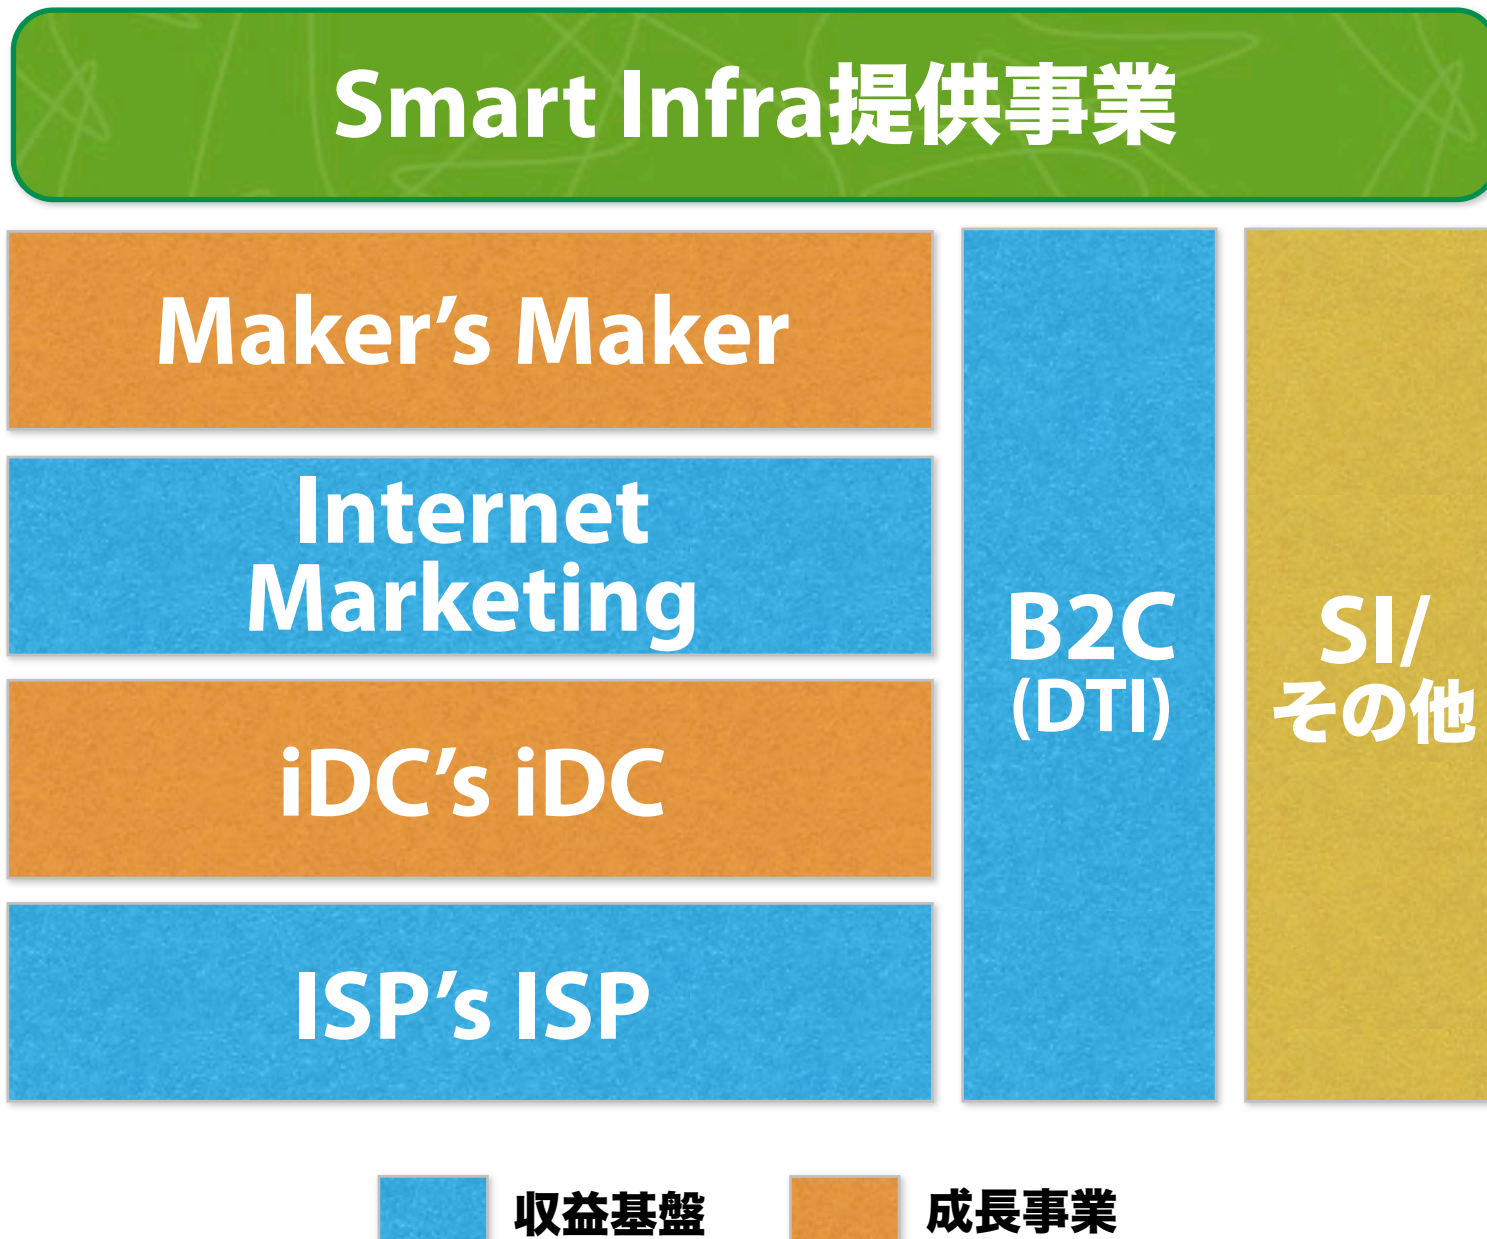 Smart Infra提供事業
Maker’s Maker
Internet
Marketing
iDC’s iDC
ISP’s ISP
B2C
(DTI)
SI/
その他
収益基盤
成長事業